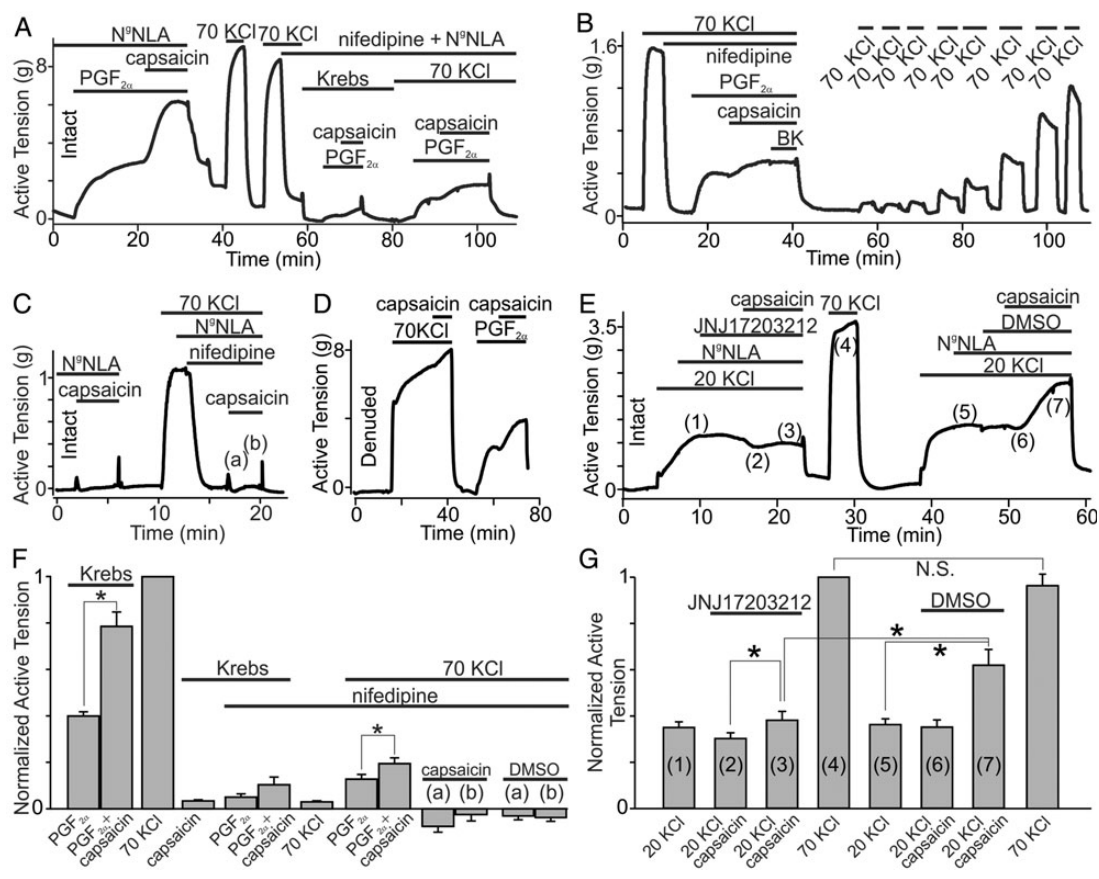 A
NᵍNLA
capsaicin
PGF₂α
70 KCl 70 KCl
nifedipine + NᵍNLA
Krebs
70 KCl
capsaicin
PGF₂α
capsaicin
PGF₂α
Intact
Active Tension (g)
8
0
0 20 40 60 80 100
Time (min)
B
70 KCl
nifedipine
PGF₂α
capsaicin
BK
70 KCl 70 KCl 70 KCl 70 KCl 70 KCl 70 KCl 70 KCl 70 KCl
Active Tension (g)
1.6
0
0 20 40 60 80 100
Time (min)
C
70 KCl
NᵍNLA
nifedipine
NᵍNLA
capsaicin
capsaicin
(b)
(a)
Intact
Active Tension (g)
1
0
0 5 10 15 20
Time (min)
D
capsaicin
70KCl
capsaicin
PGF₂α
Denuded
Active Tension (g)
8
0
0 40 80
Time (min)
E
capsaicin
JNJ17203212
NᵍNLA
20 KCl
70 KCl
capsaicin
DMSO
NᵍNLA
20 KCl
(1) (2) (3) (4) (5) (6) (7)
Intact
Active Tension (g)
3.5
0
0 10 20 30 40 50 60
Time (min)
F
Krebs
*
Krebs
70 KCl
nifedipine
*
capsaicin
(a) (b)
DMSO
(a) (b)
Normalized Active Tension
1
0
PGF₂α
PGF₂α+
capsaicin
70 KCl
capsaicin
PGF₂α
PGF₂α+
capsaicin
70 KCl
PGF₂α
PGF₂α+
capsaicin
G
N.S.
JNJ17203212
DMSO
*
*
*
Normalized Active
Tension
1
0
(1) (2) (3) (4) (5) (6) (7)
20 KCl
20 KCl
capsaicin
20 KCl
capsaicin
70 KCl
20 KCl
20 KCl
capsaicin
20 KCl
capsaicin
70 KCl